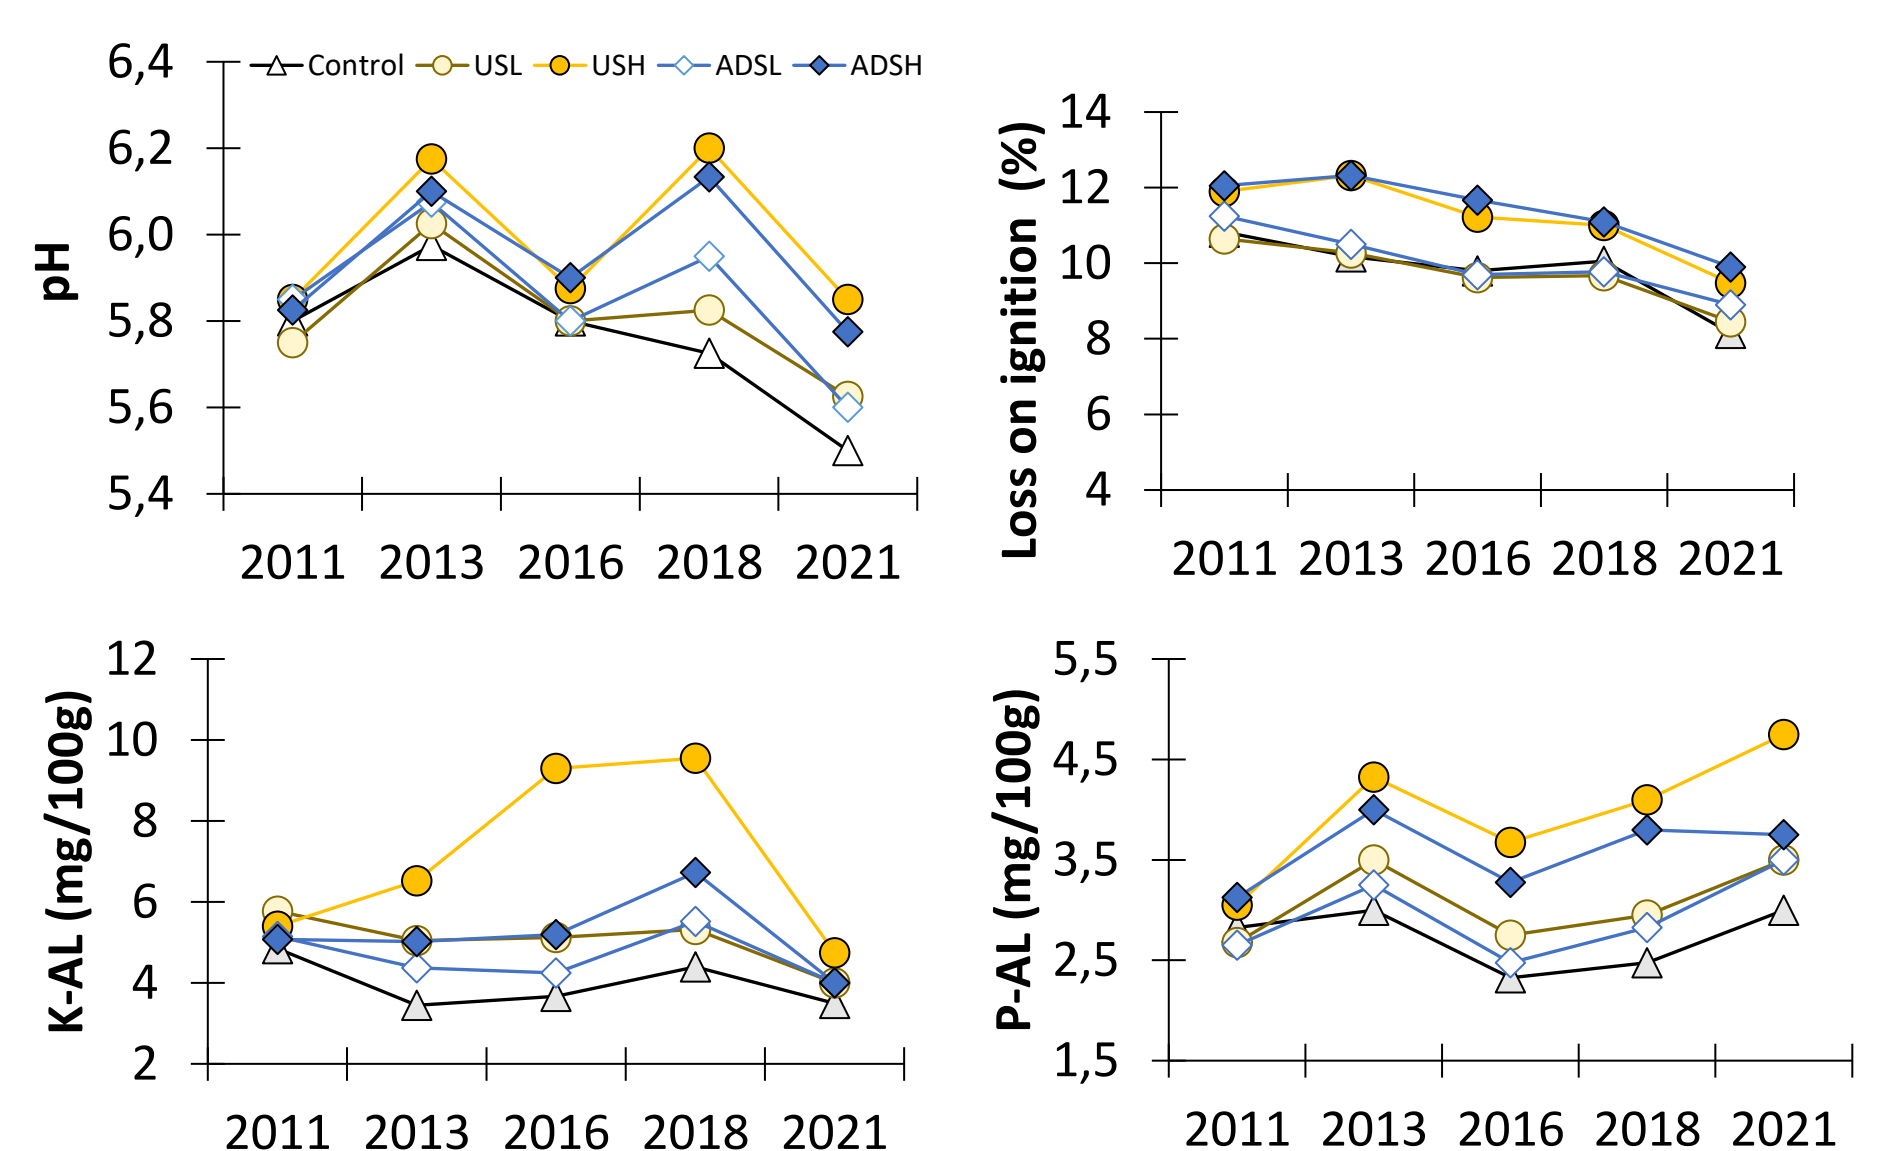 Control USL USH ADSL ADSH
pH
6,4
6,2
6,0
5,8
5,6
5,4
2011 2013 2016 2018 2021
Loss on ignition (%)
14
12
10
8
6
4
2011 2013 2016 2018 2021
K-AL (mg/100g)
12
10
8
6
4
2
2011 2013 2016 2018 2021
P-AL (mg/100g)
5,5
4,5
3,5
2,5
1,5
2011 2013 2016 2018 2021